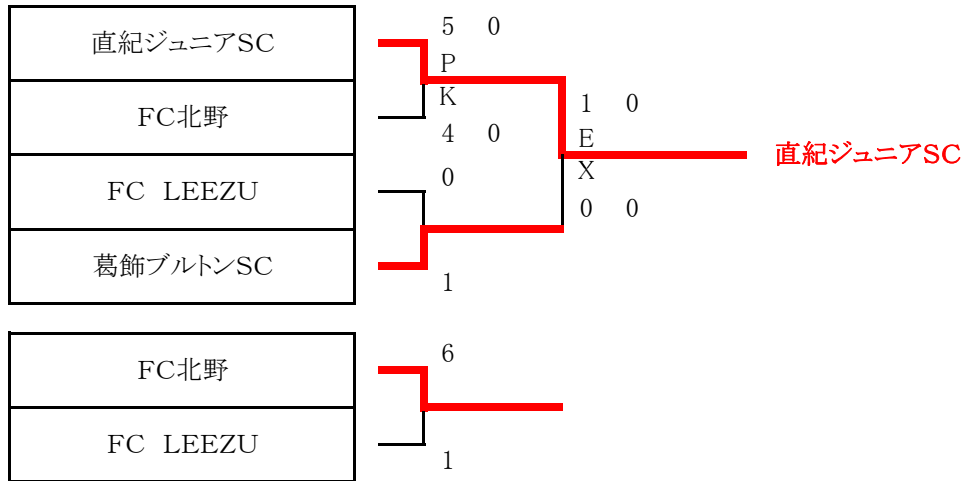 直紀ジュニアSC
FC北野
FC　LEEZU
葛飾ブルトンSC
5　0
P
K
4　0
0
1
1　0
E
X
0　0
直紀ジュニアSC
FC北野
FC　LEEZU
6
1